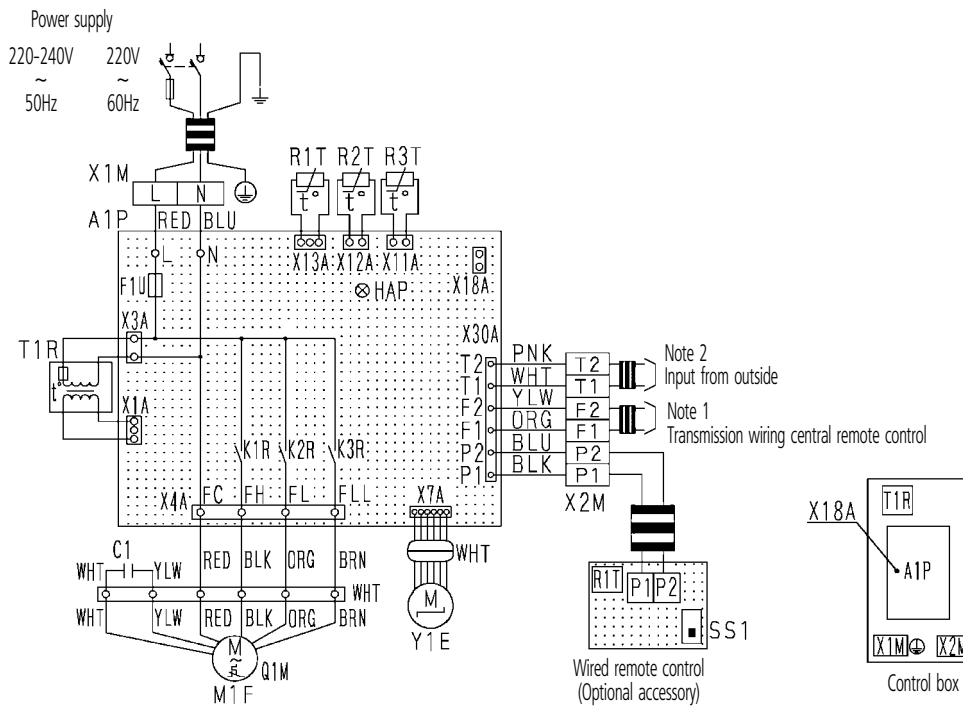 Power supply
220-240V 220V
~ ~
50Hz 60Hz
X1M L N
A1P RED BLU
R1T R2T R3T
t° t° t°
X13A X12A X11A
L N
X18A
F1U
HAP
X3A
X30A
T1R
t°
X1A
T2 PNK T2
T1 WHT T1
F2 YLW F2
F1 ORG F1
P2 BLU P2
P1 BLK P1
X2M
Note 2
Input from outside
Note 1
Transmission wiring central remote control
K1R K2R K3R
X4A FC FH FL FLL
X7A
C1
WHT YLW RED BLK ORG BRN
WHT
WHT YLW RED BLK ORG BRN
M
~
Q1M
M1F
WHT
M
Y1E
R1T P1 P2
SS1
Wired remote control
(Optional accessory)
X18A
T1R
A1P
X1M X2M
Control box